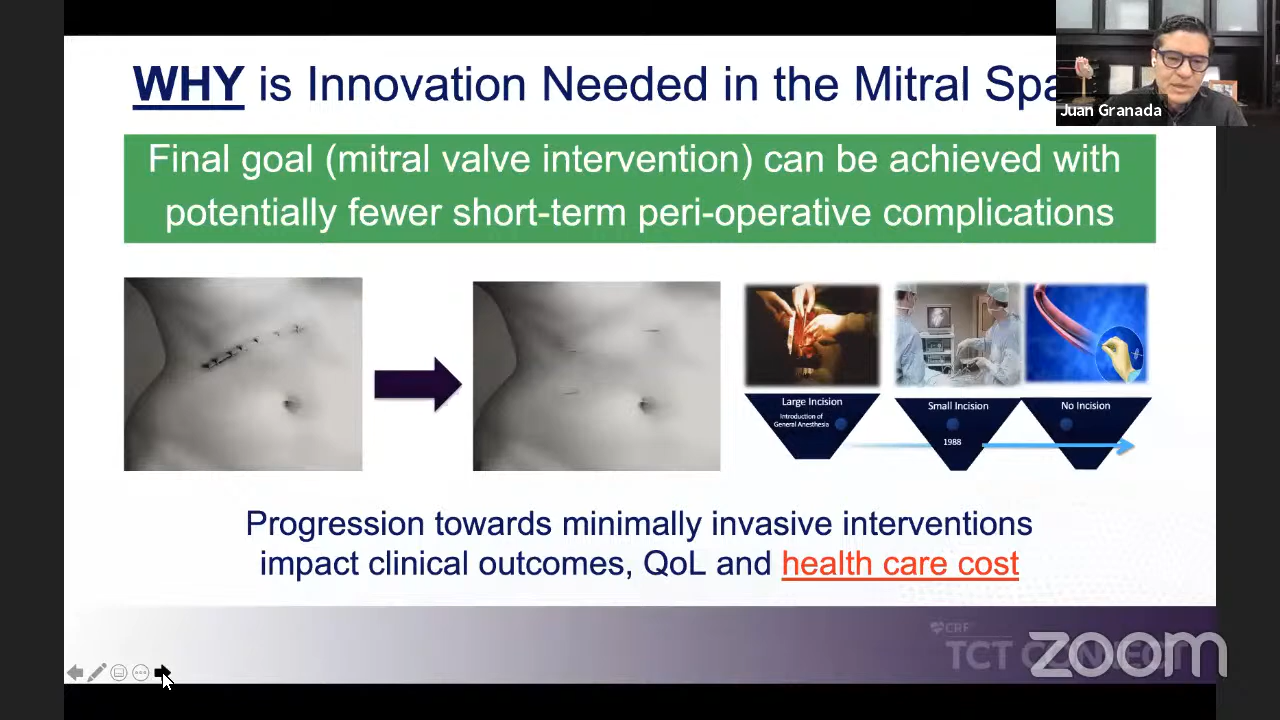 WHY is Innovation Needed in the Mitral Spa
Juan Granada
Final goal (mitral valve intervention) can be achieved with
potentially fewer short-term peri-operative complications
Large Incision
Introduction of
General Anesthesia
Small Incision
1988
No Incision
Progression towards minimally invasive interventions
impact clinical outcomes, QoL and health care cost
CRF
TCT CONNECT
zoom